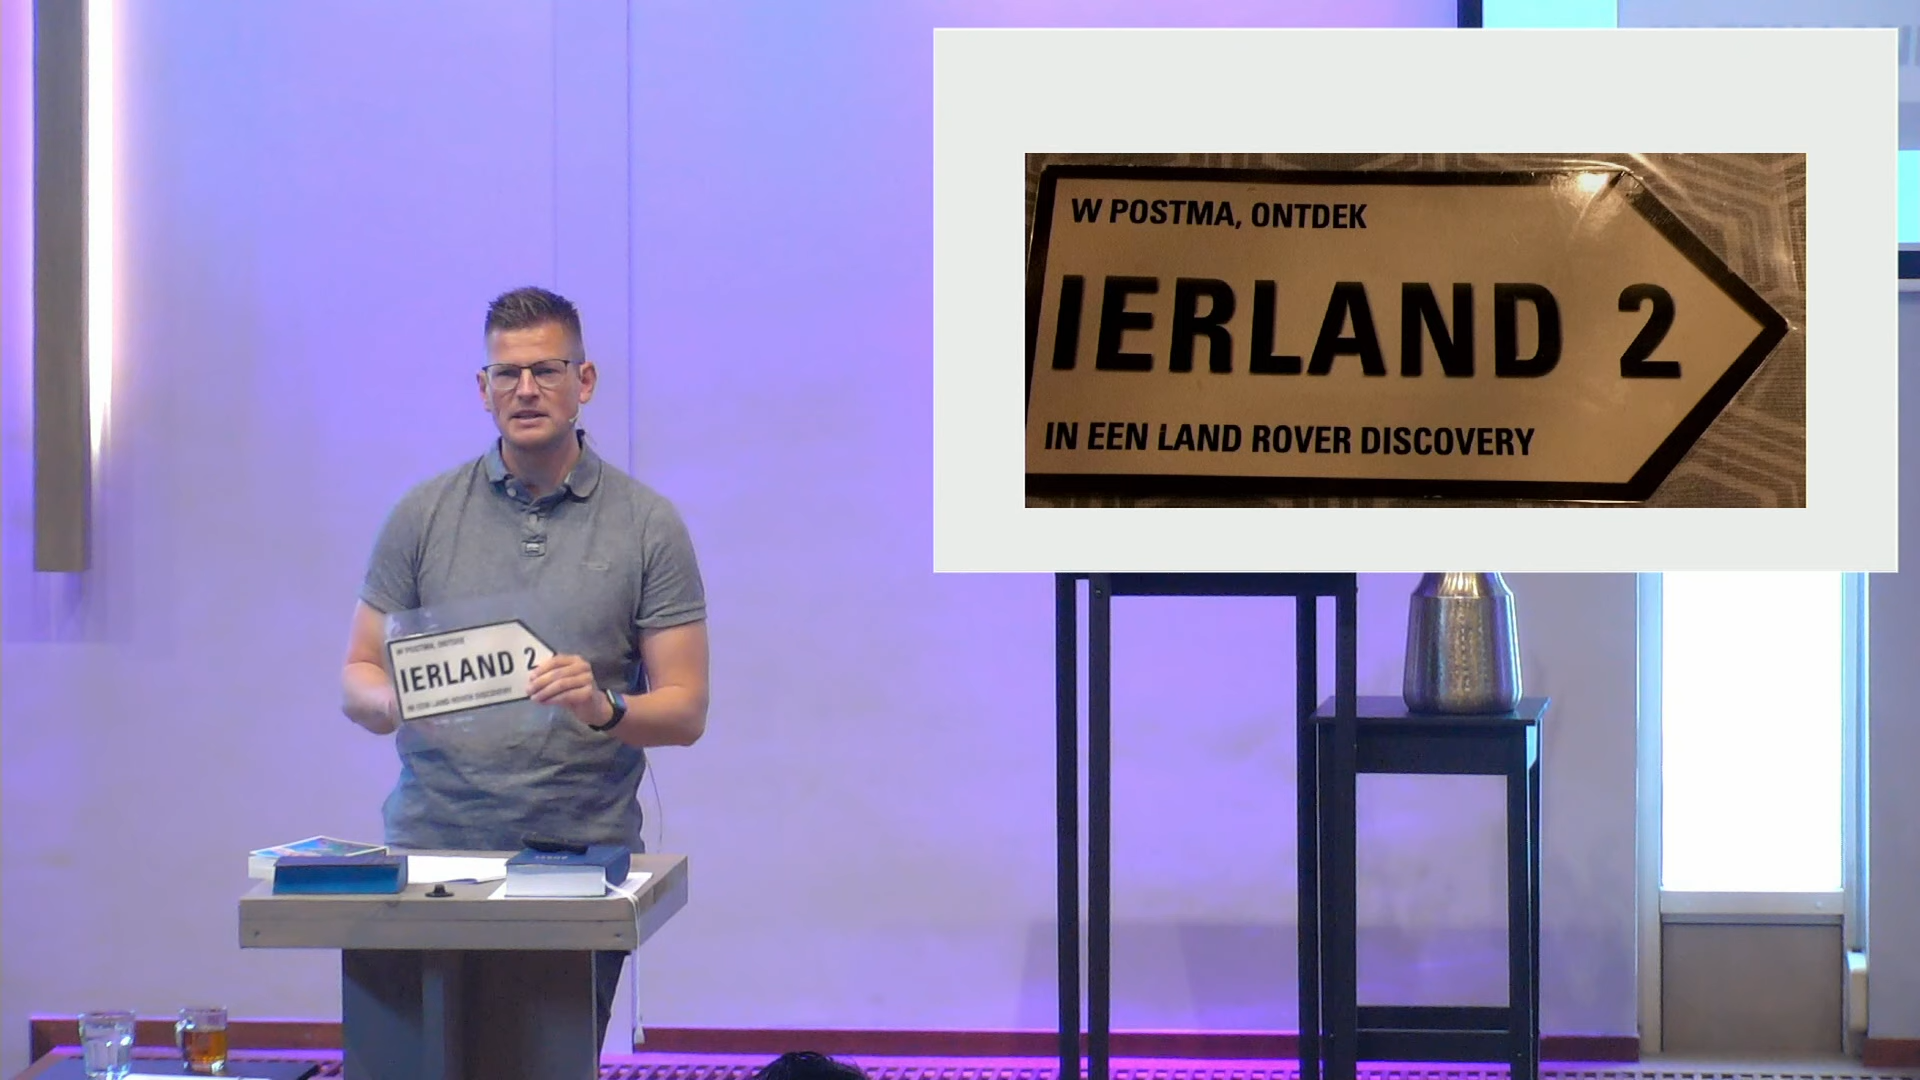 W POSTMA, ONTDEK
IERLAND 2
IN EEN LAND ROVER DISCOVERY
W POSTMA, ONTDEK
IERLAND 2
IN EEN LAND ROVER DISCOVERY